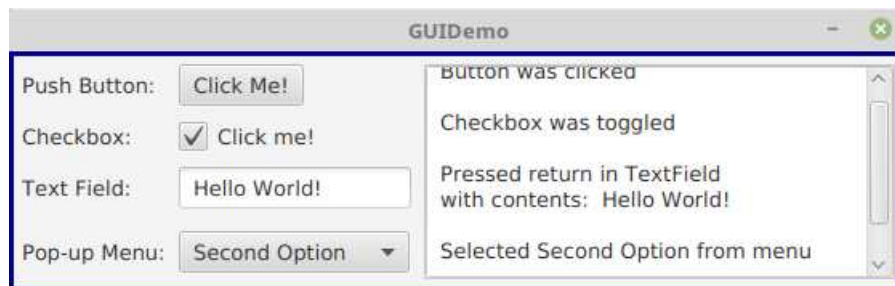 GUIDemo
Push Button: Click Me!
Checkbox: Click me!
Text Field: Hello World!
Pop-up Menu: Second Option
Button was clicked
Checkbox was toggled
Pressed return in TextField
with contents:  Hello World!
Selected Second Option from menu